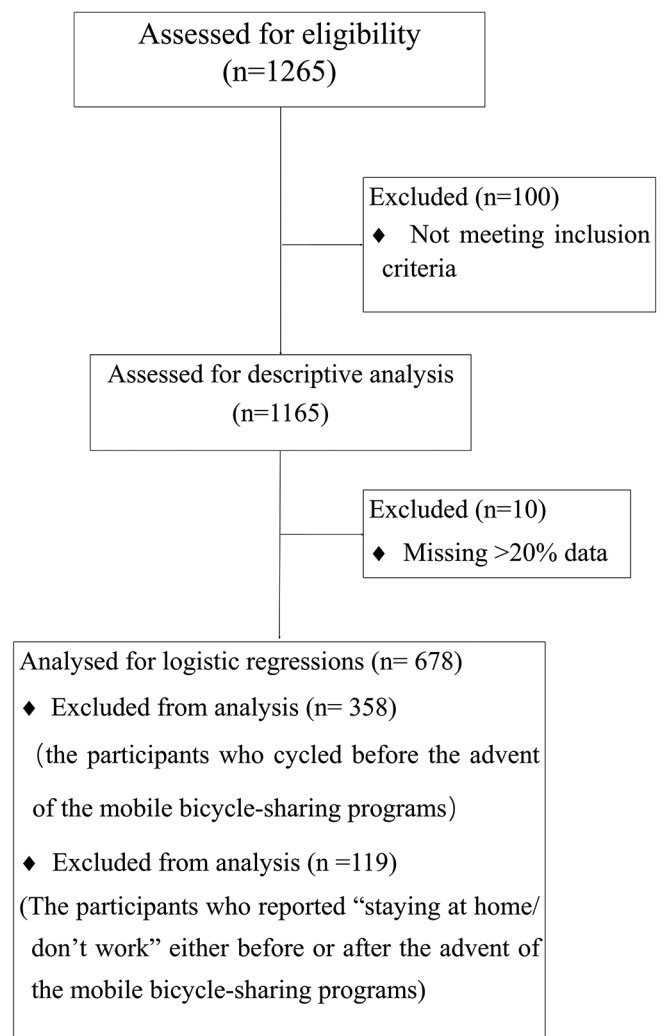 Assessed for eligibility
(n=1265)
Excluded (n=100)
♦ Not meeting inclusion
criteria
Assessed for descriptive analysis
(n=1165)
Excluded (n=10)
♦ Missing >20% data
Analysed for logistic regressions (n= 678)
♦ Excluded from analysis (n= 358)
（the participants who cycled before the advent
of the mobile bicycle-sharing programs）
♦ Excluded from analysis (n =119)
(The participants who reported “staying at home/
don’t work” either before or after the advent of
the mobile bicycle-sharing programs)